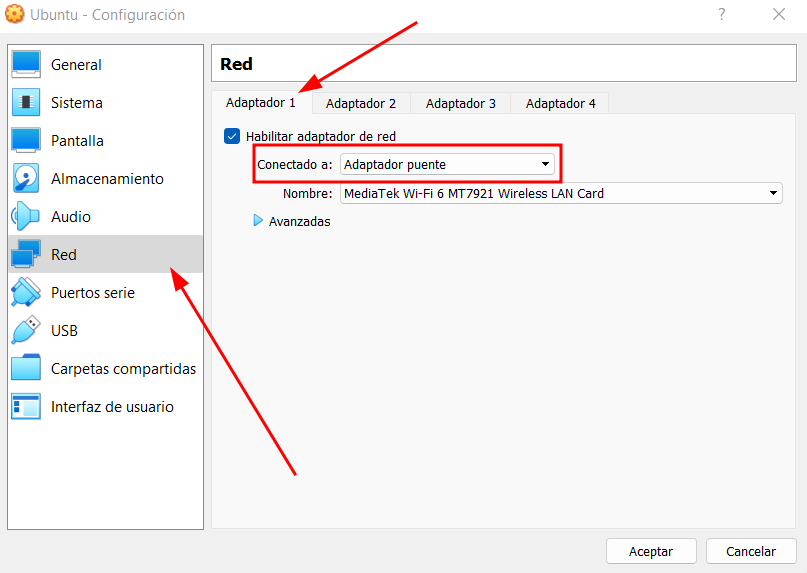 Ubuntu - Configuración
?
General
Sistema
Pantalla
Almacenamiento
Audio
Red
Puertos serie
USB
Carpetas compartidas
Interfaz de usuario
Red
Adaptador 1 Adaptador 2 Adaptador 3 Adaptador 4
Habilitar adaptador de red
Conectado a: Adaptador puente
Nombre: MediaTek Wi-Fi 6 MT7921 Wireless LAN Card
Avanzadas
Aceptar Cancelar